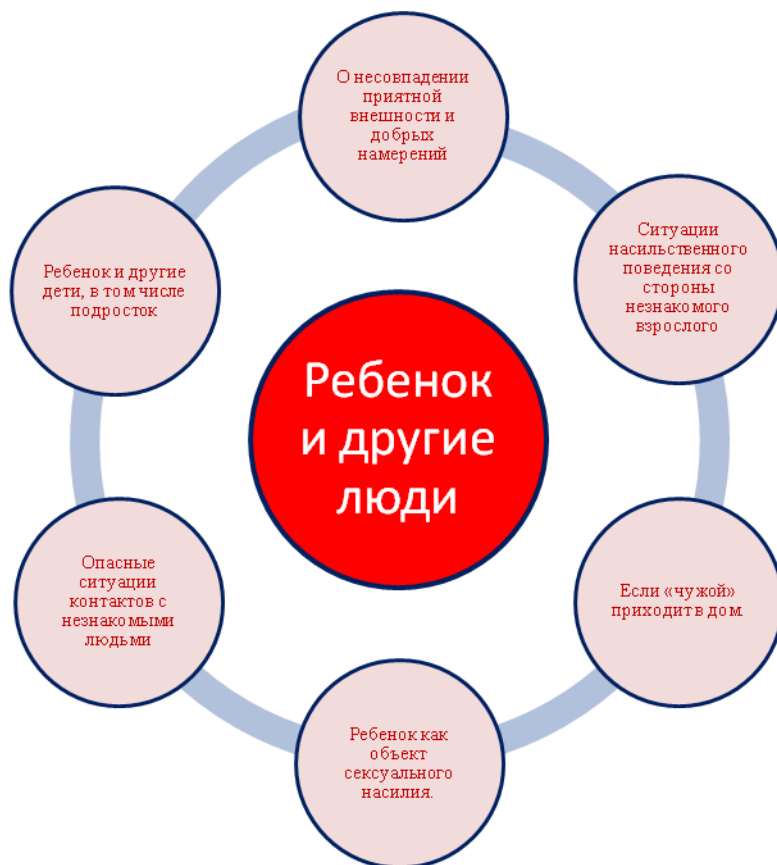 О несовпадении
приятной
внешности и
добрых
намерений
Ситуации
насильственного
поведения со
стороны
незнакомого
взрослого
Если «чужой»
приходит в дом.
Ребенок как
объект
сексуального
насилия.
Опасные
ситуации
контактов с
незнакомыми
людьми
Ребенок и другие
дети, в том числе
подросток
Ребенок
и другие
люди